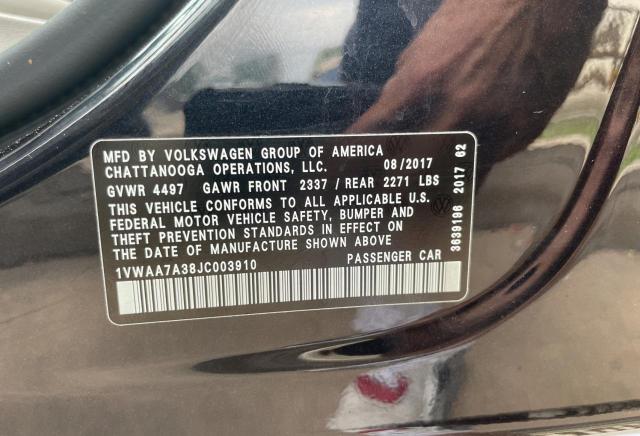 MFD BY VOLKSWAGEN GROUP OF AMERICA
CHATTANOOGA OPERATIONS, LLC. 08/2017
GVWR 4497 GAWR FRONT 2337 / REAR 2271 LBS
THIS VEHICLE CONFORMS TO ALL APPLICABLE U.S.
FEDERAL MOTOR VEHICLE SAFETY, BUMPER AND
THEFT PREVENTION STANDARDS IN EFFECT ON
THE DATE OF MANUFACTURE SHOWN ABOVE
1VWAA7A38JC003910 PASSENGER CAR
3639196 2017 62